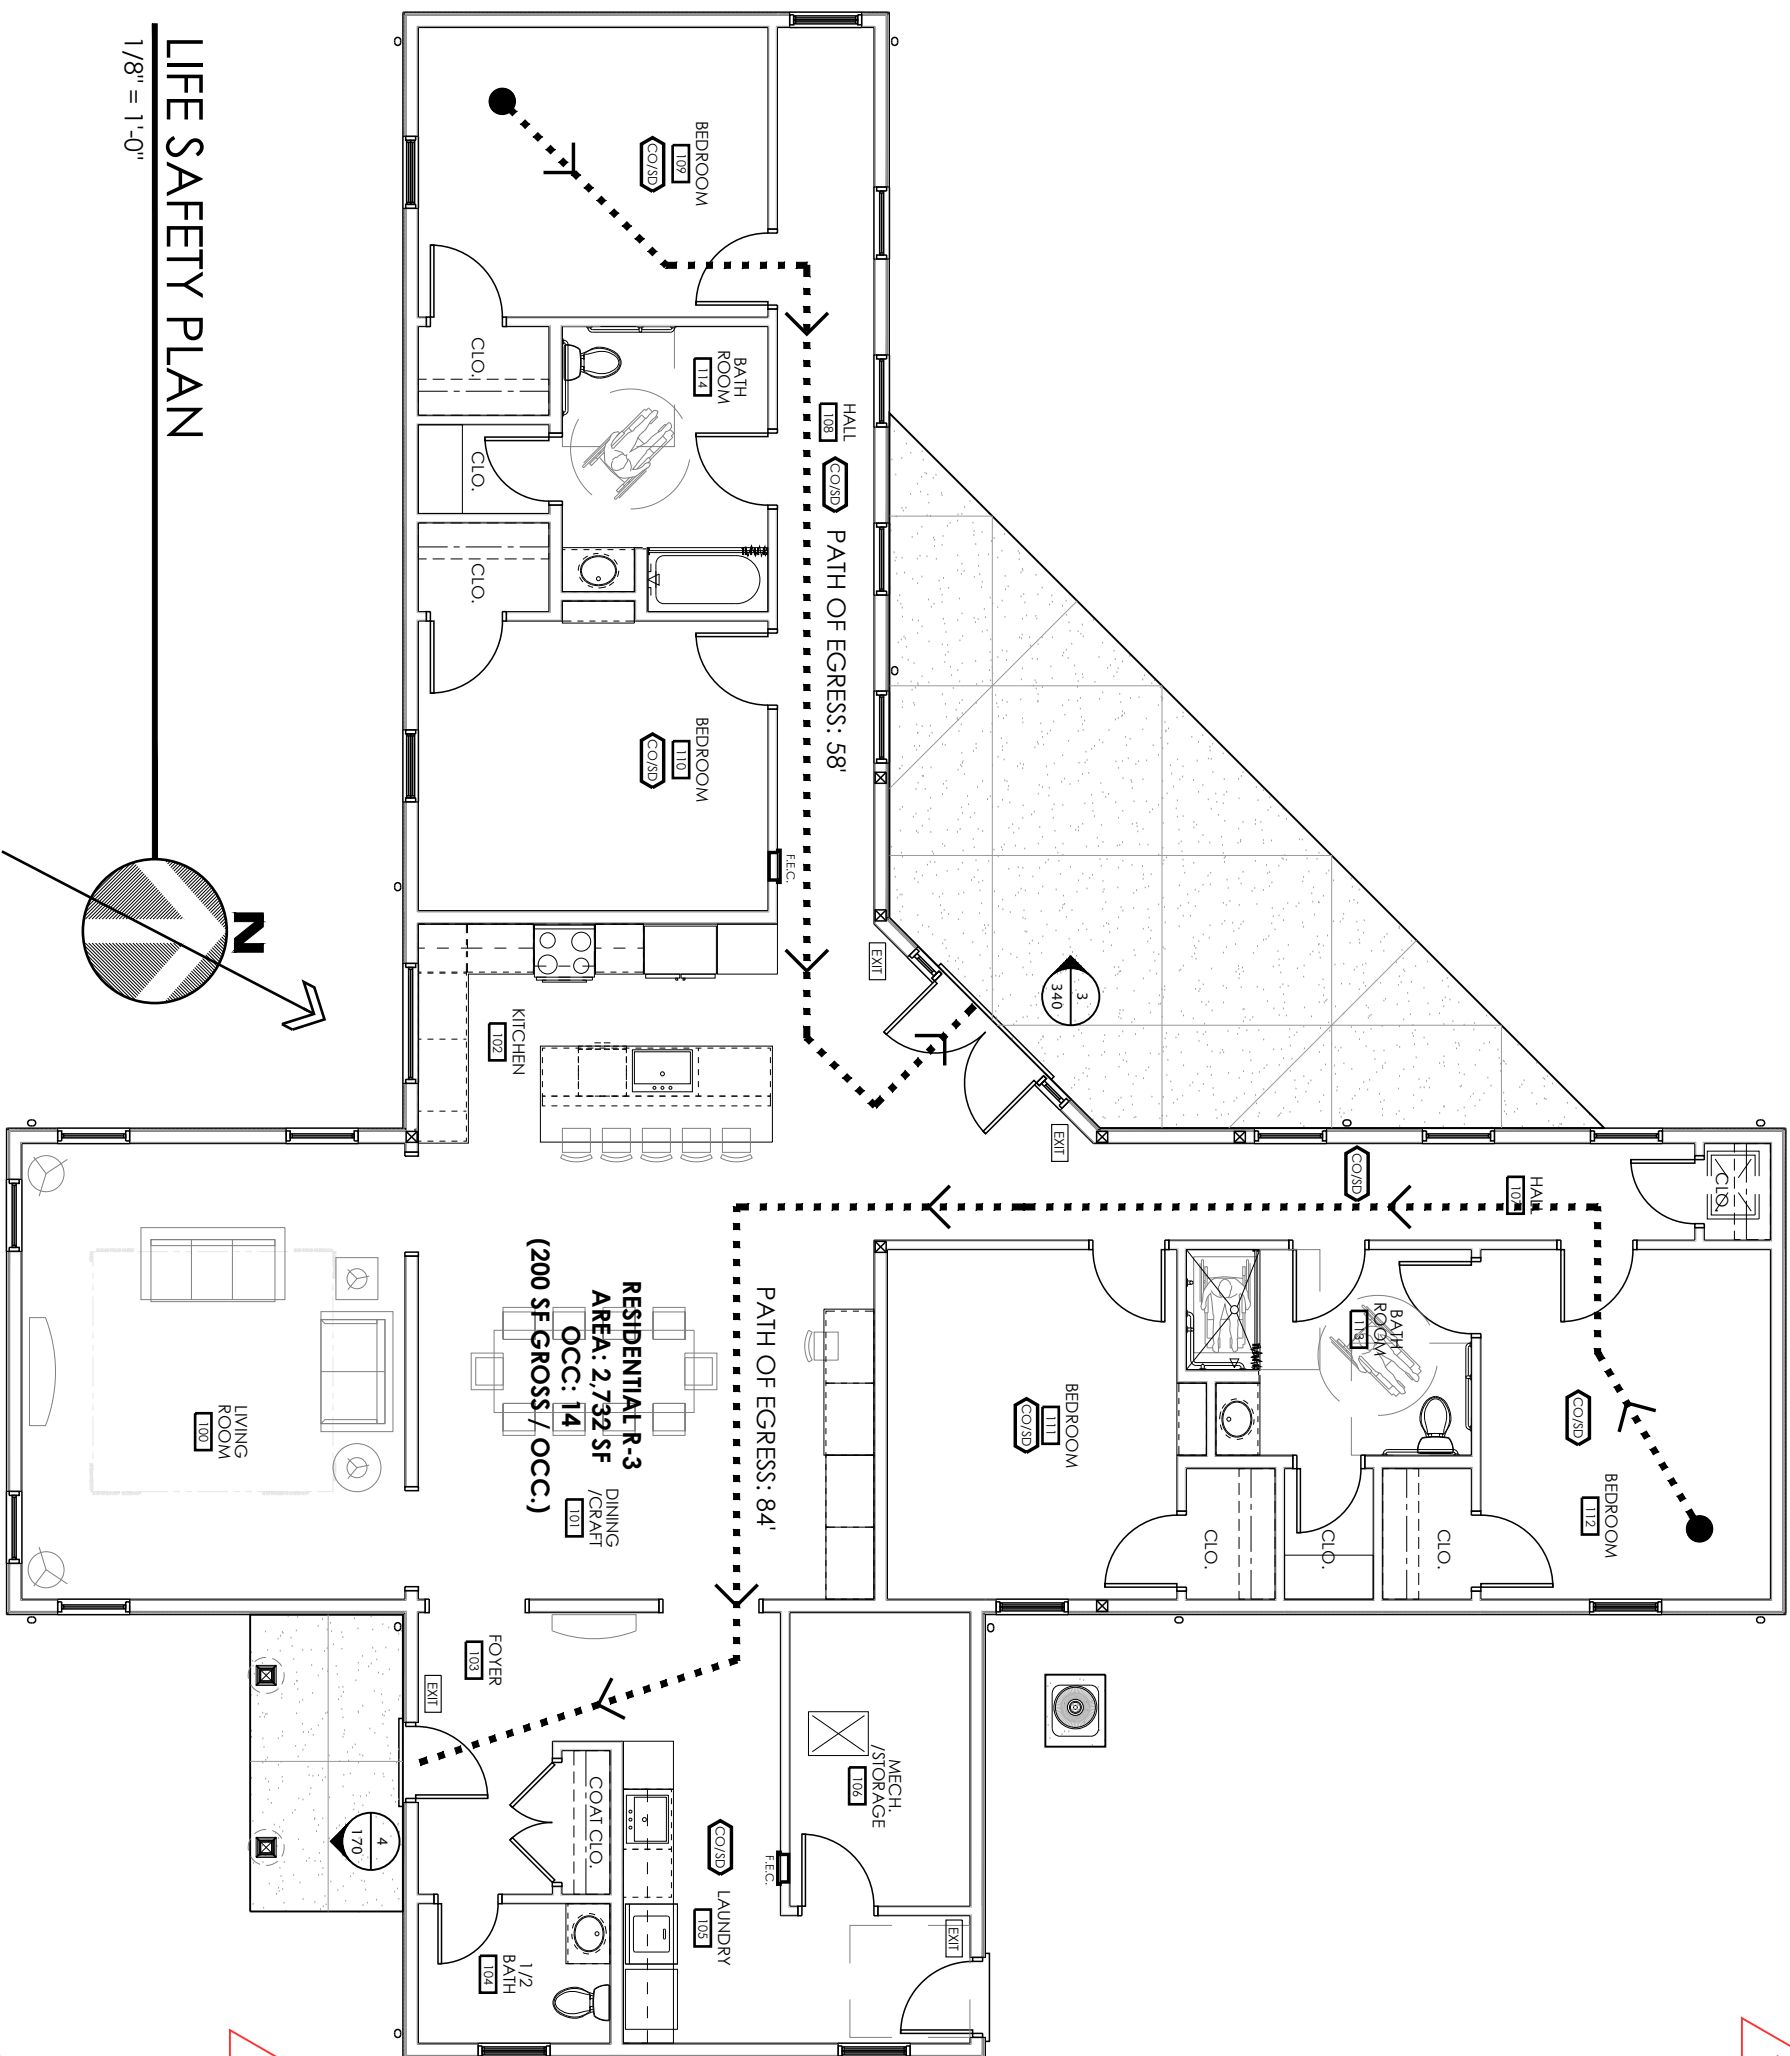 LIFE SAFETY PLAN
1/8" = 1'-0"
N
BEDROOM
109
CO/SD
CLO.
BATH
ROOM
114
CLO.
CLO.
HALL
108
CO/SD
PATH OF EGRESS: 58'
BEDROOM
110
CO/SD
F.E.C.
EXIT
3
340
KITCHEN
102
EXIT
CO/SD
HALL
107
CLO.
BATH
ROOM
113
BEDROOM
111
CO/SD
CO/SD
BEDROOM
112
CLO.
CLO.
CLO.
PATH OF EGRESS: 84'
RESIDENTIAL R-3
AREA: 2,732 SF
OCC: 14
(200 SF GROSS / OCC.)
DINING
/CRAFT
101
LIVING
ROOM
100
FOYER
103
EXIT
4
170
COAT CLO.
MECH.
/STORAGE
106
CO/SD
F.E.C.
LAUNDRY
105
EXIT
1/2
BATH
104